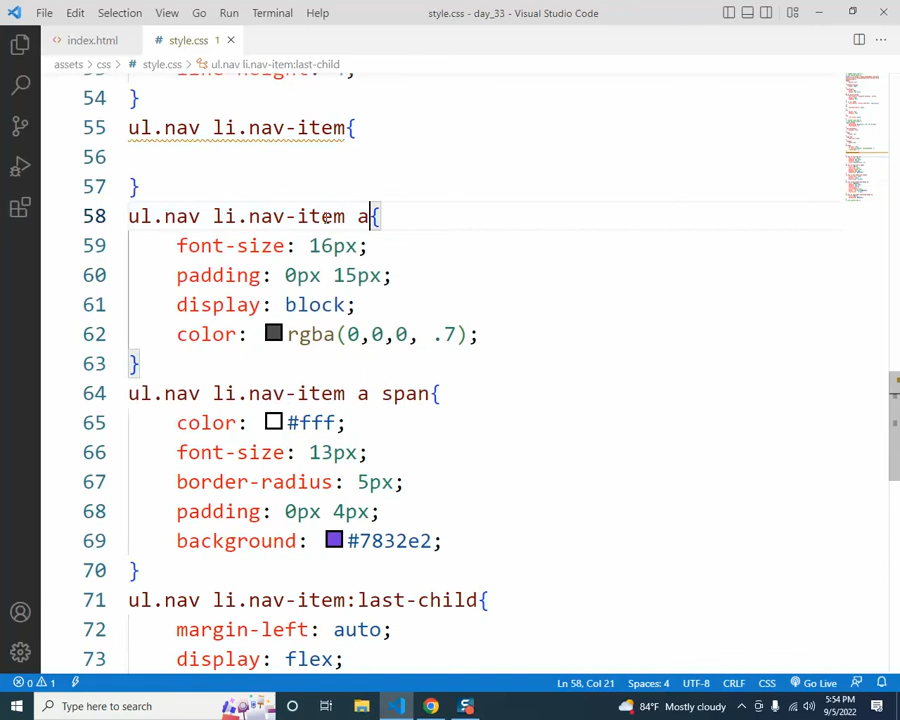 File Edit Selection View Go Run Terminal Help style.css - day_33 - Visual Studio Code
index.html style.css 1
assets > css > style.css > ul.nav li.nav-item:last-child
54 }
55 ul.nav li.nav-item{
56
57 }
58 ul.nav li.nav-item a{
59 font-size: 16px;
60 padding: 0px 15px;
61 display: block;
62 color: rgba(0,0,0, .7);
63 }
64 ul.nav li.nav-item a span{
65 color: #fff;
66 font-size: 13px;
67 border-radius: 5px;
68 padding: 0px 4px;
69 background: #7832e2;
70 }
71 ul.nav li.nav-item:last-child{
72 margin-left: auto;
73 display: flex;
0 1 Ln 58, Col 21 Spaces: 4 UTF-8 CRLF CSS Go Live
Type here to search 84°F Mostly cloudy 5:54 PM
9/5/2022